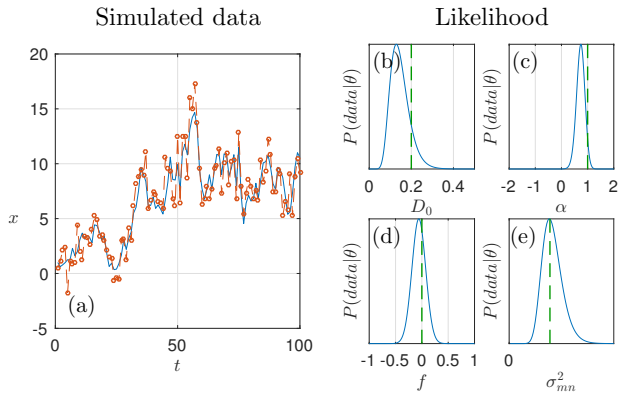 Simulated data
Likelihood
20
15
10
5
0
-5
x
(a)
0
50
100
t
P(data|θ)
(b)
0
0.2
0.4
D₀
P(data|θ)
(c)
-2
-1
0
1
2
α
P(data|θ)
(d)
-1
-0.5
0
0.5
1
f
P(data|θ)
(e)
0
σ²ₘₙ